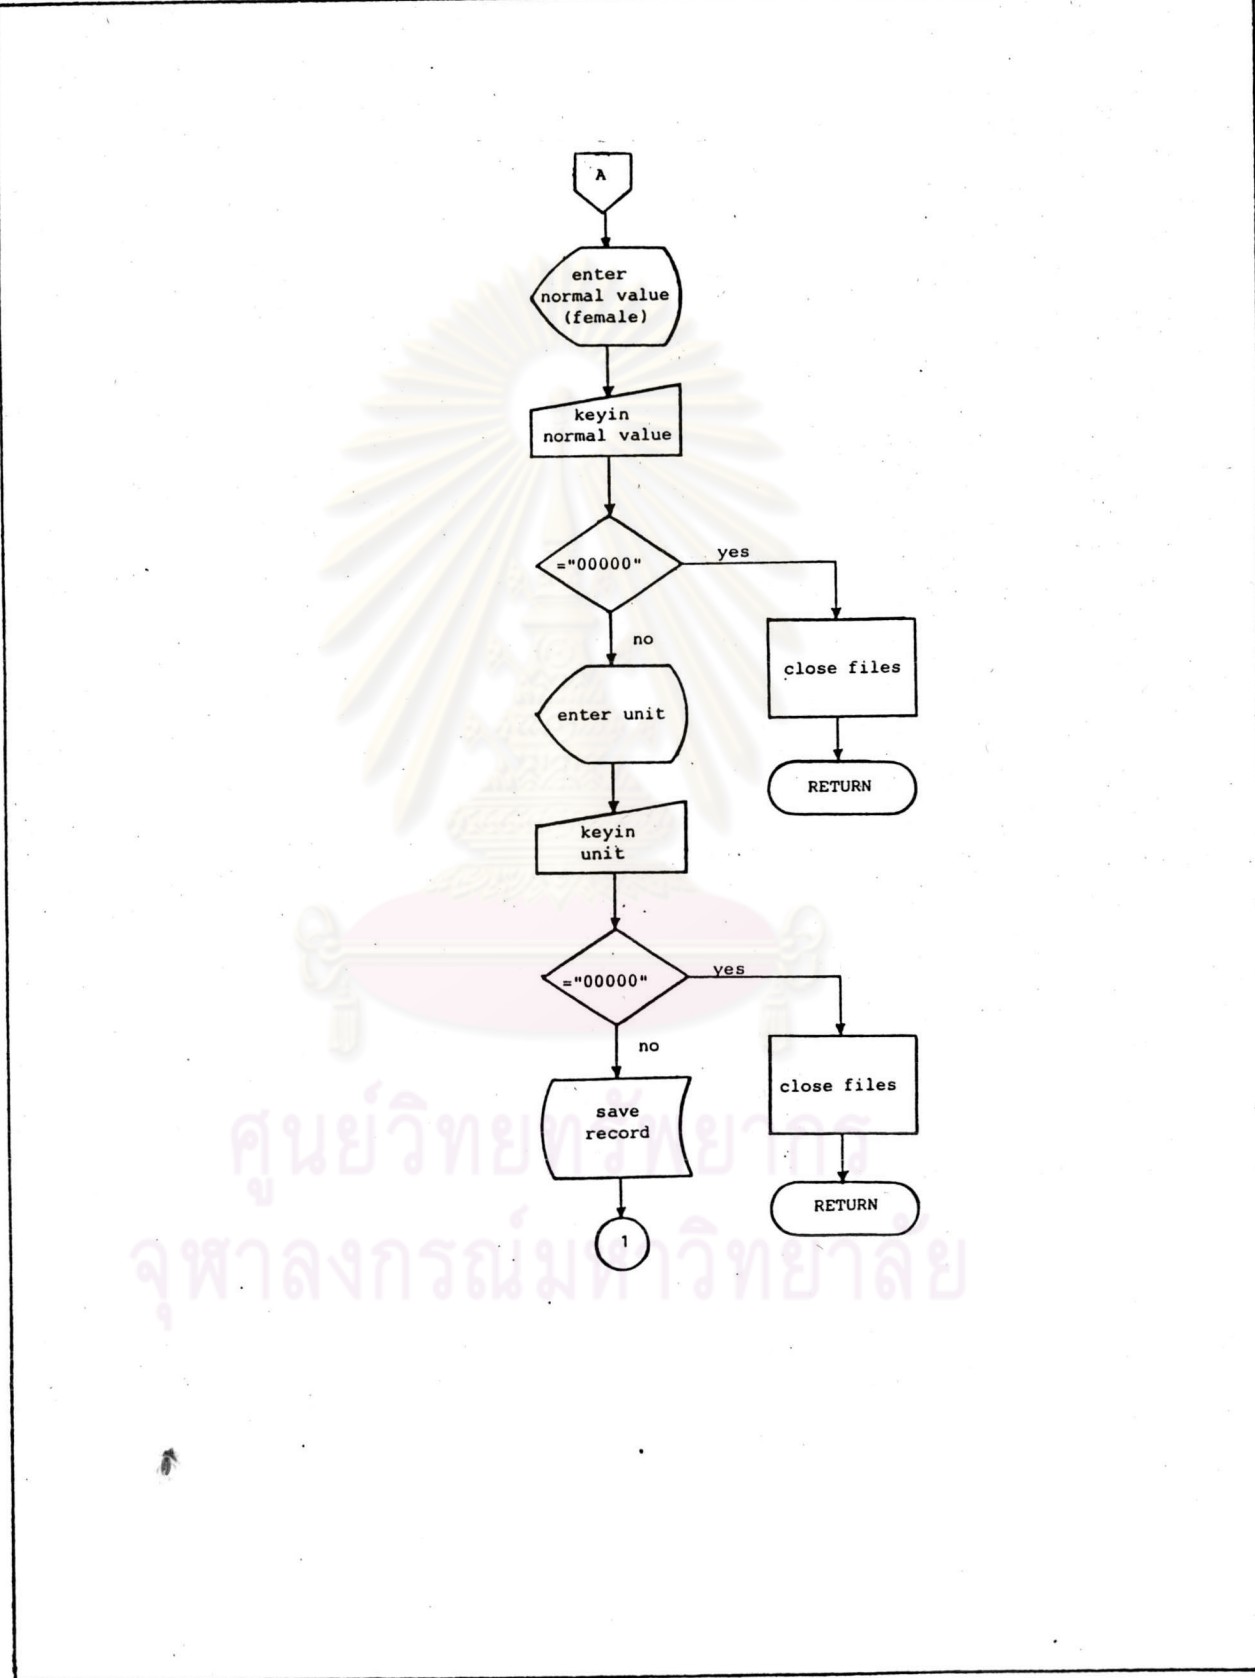 A
enter
normal value
(female)
keyin
normal value
="00000"
yes
no
close files
enter unit
RETURN
keyin
unit
="00000"
yes
no
close files
save
record
RETURN
1
ศูนย์วิทยทรัพยากร
จุฬาลงกรณ์มหาวิทยาลัย